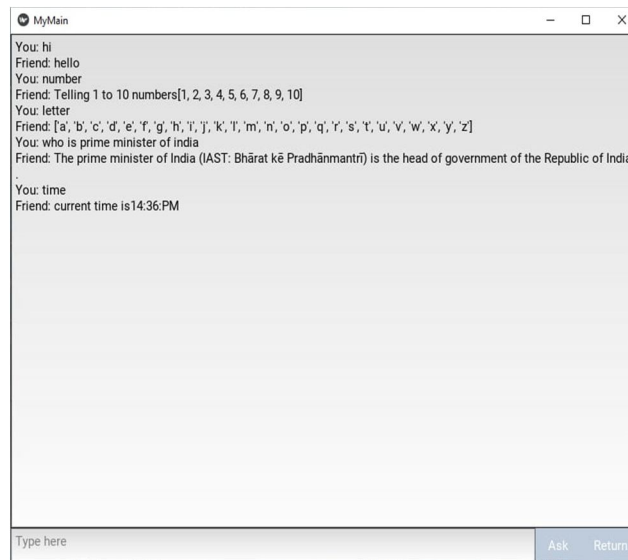 MyMain
You: hi
Friend: hello
You: number
Friend: Telling 1 to 10 numbers[1, 2, 3, 4, 5, 6, 7, 8, 9, 10]
You: letter
Friend: ['a', 'b', 'c', 'd', 'e', 'f', 'g', 'h', 'i', 'j', 'k', 'l', 'm', 'n', 'o', 'p', 'q', 'r', 's', 't', 'u', 'v', 'w', 'x', 'y', 'z']
You: who is prime minister of india
Friend: The prime minister of India (IAST: Bhārat kē Pradhānmantrī) is the head of government of the Republic of India
.
You: time
Friend: current time is14:36:PM
Type here
Ask Return